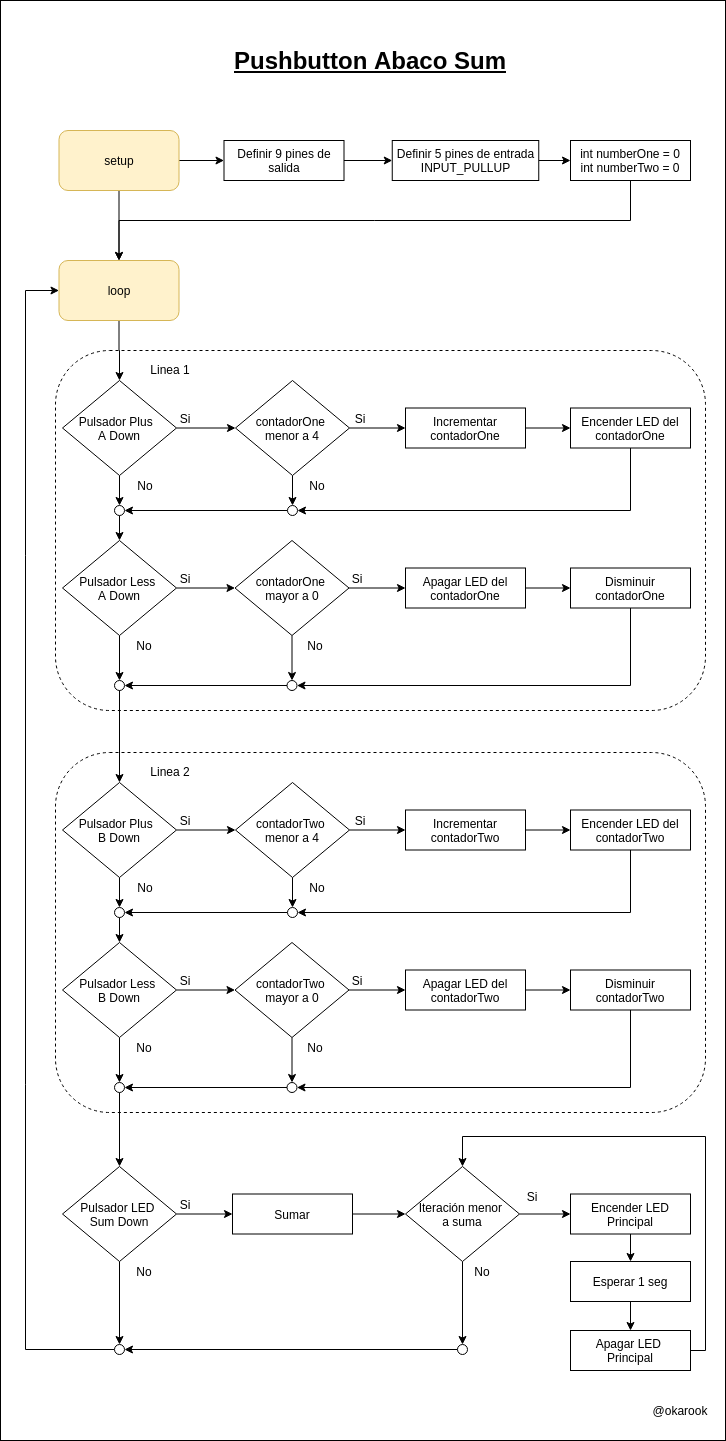 Pushbutton Abaco Sum
setup
Definir 9 pines de
salida
Definir 5 pines de entrada
INPUT_PULLUP
int numberOne = 0
int numberTwo = 0
loop
Linea 1
Pulsador Plus
A Down
Si
contadorOne
menor a 4
Si
Incrementar
contadorOne
Encender LED del
contadorOne
No
No
Pulsador Less
A Down
Si
contadorOne
mayor a 0
Si
Apagar LED del
contadorOne
Disminuir
contadorOne
No
No
Linea 2
Pulsador Plus
B Down
Si
contadorTwo
menor a 4
Si
Incrementar
contadorTwo
Encender LED del
contadorTwo
No
No
Pulsador Less
B Down
Si
contadorTwo
mayor a 0
Si
Apagar LED del
contadorTwo
Disminuir
contadorTwo
No
No
Pulsador LED
Sum Down
Si
Sumar
Iteración menor
a suma
Si
Encender LED
Principal
No
No
Esperar 1 seg
Apagar LED
Principal
@okarook